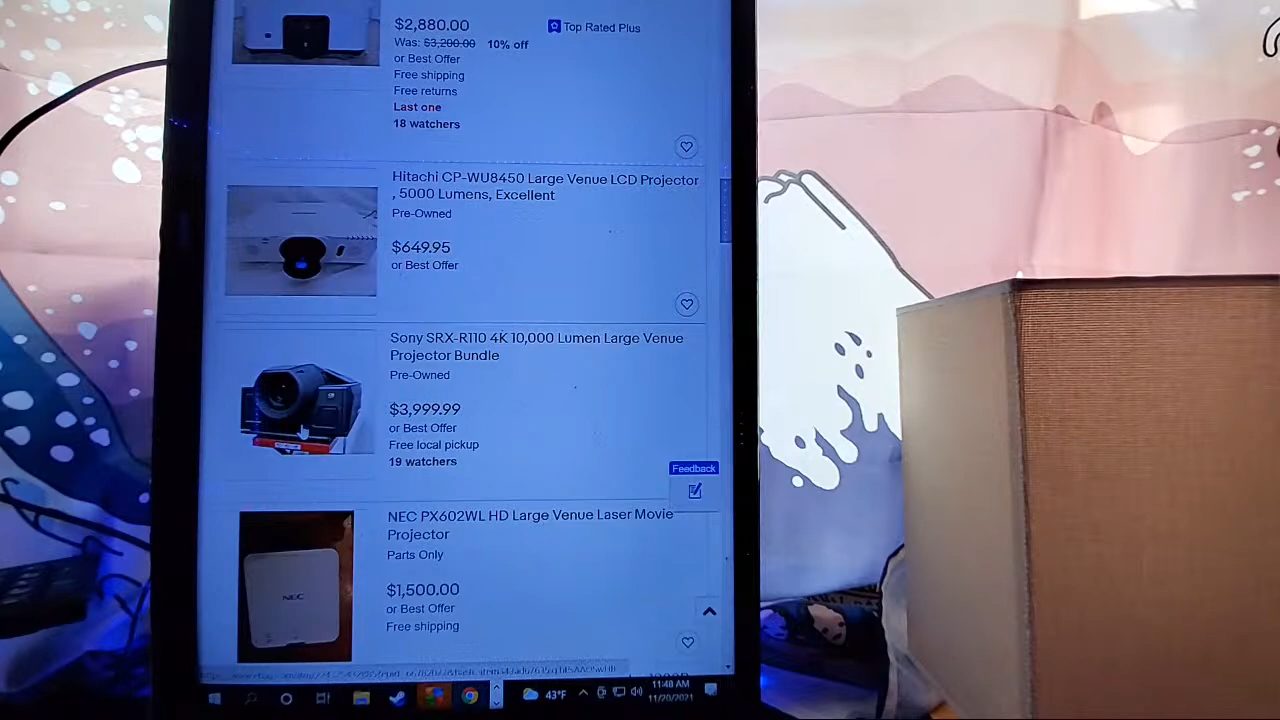 $2,880.00
Top Rated Plus
Was: $3,200.00 10% off
or Best Offer
Free shipping
Free returns
Last one
18 watchers
Hitachi CP-WU8450 Large Venue LCD Projector
, 5000 Lumens, Excellent
Pre-Owned
$649.95
or Best Offer
Sony SRX-R110 4K 10,000 Lumen Large Venue
Projector Bundle
Pre-Owned
$3,999.99
or Best Offer
Free local pickup
19 watchers
Feedback
NEC PX602WL HD Large Venue Laser Movie
Projector
Parts Only
NEC
$1,500.00
or Best Offer
Free shipping
43°F
11:48 AM
11/20/2021